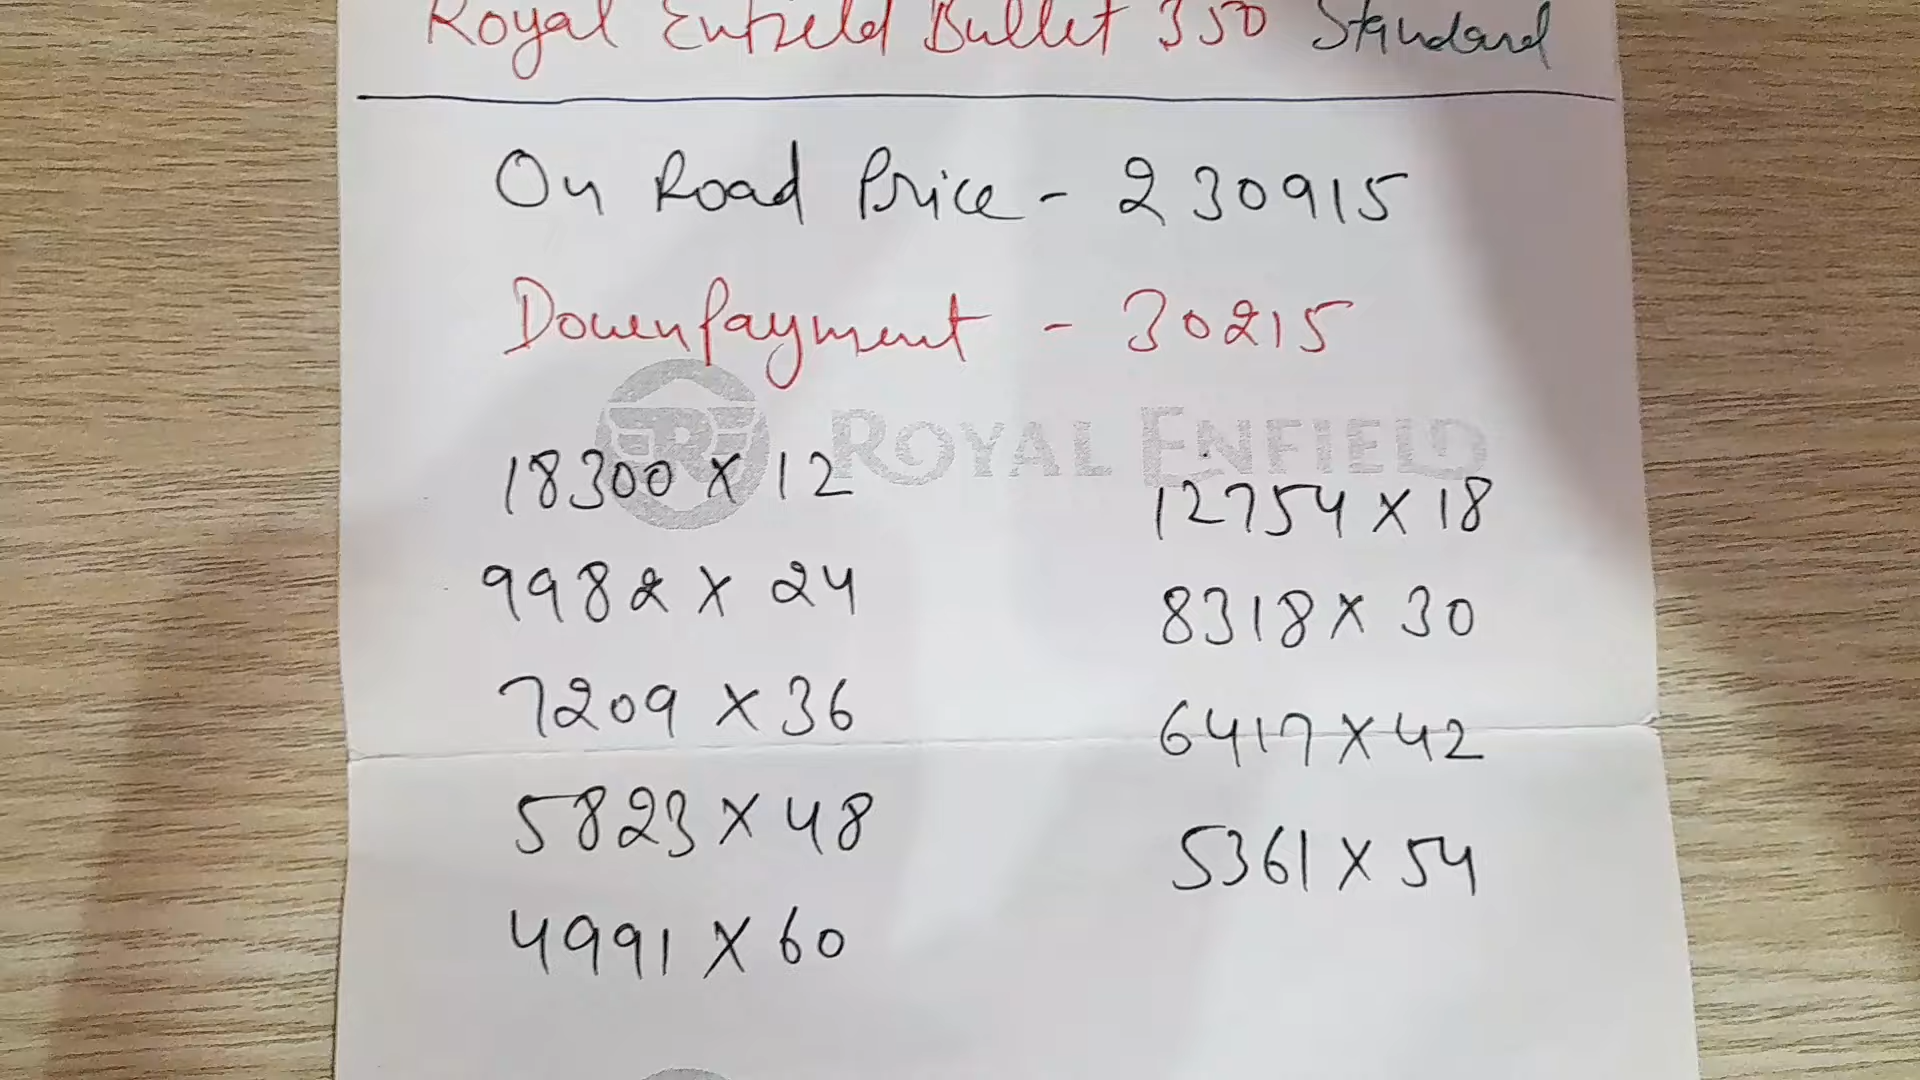 Royal Enfield Bullet 350 Standard
On Road Price - 230915
Downpayment - 30215
ROYAL ENFIELD
18300 X 12
12754 X 18
9982 X 24
8318 X 30
7209 X 36
6417 X 42
5823 X 48
5361 X 54
4991 X 60